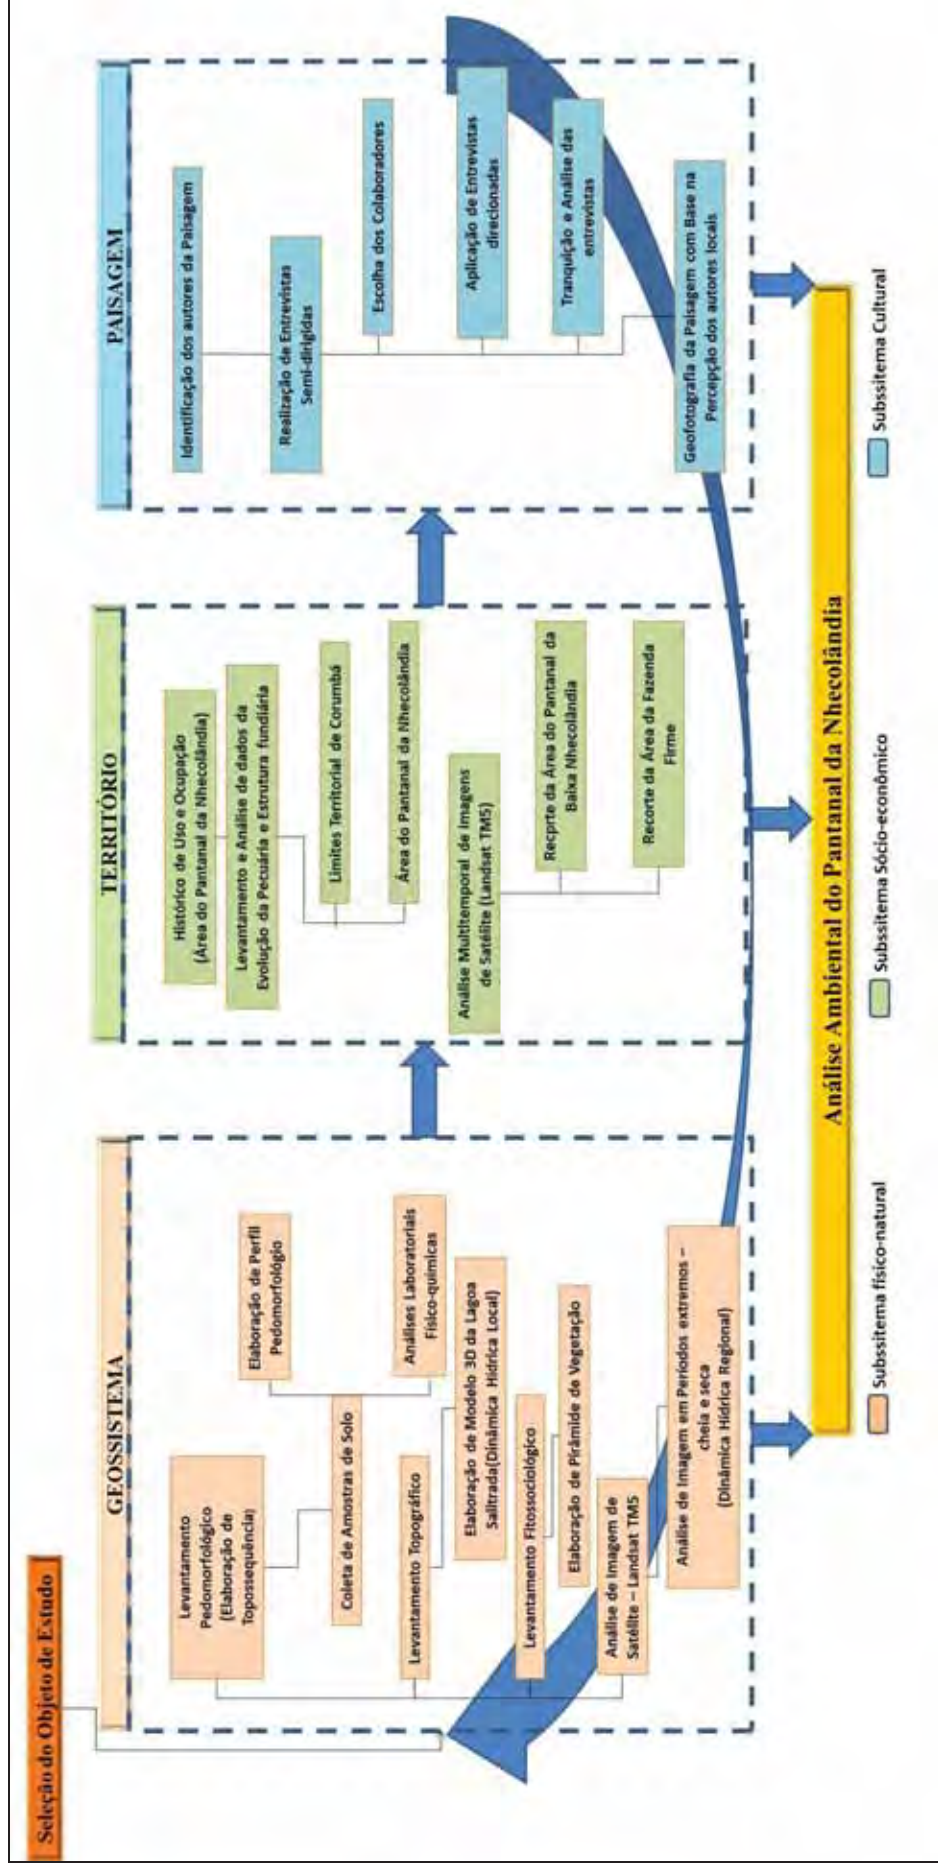 Seleção do Objeto de Estudo
GEOSSISTEMA
Levantamento
Pedomorfológico
(Elaboração de
Topossequência)
Elaboração de Perfil
Pedomorfológio
Coleta de Amostras de Solo
Análises Laboratoriais
Físico-químicas
Levantamento Topográfico
Elaboração de Modelo 3D da Lagoa
Salitrada(Dinâmica Hídrica Local)
Levantamento Fitossociológico
Elaboração de Pirâmide de Vegetação
Análise de Imagem de
Satélite – Landsat TM5
Análise de Imagem em Períodos extremos –
cheia e seca
(Dinâmica Hídrica Regional)
TERRITÓRIO
Histórico de Uso e Ocupação
(Área do Pantanal da Nhecolândia)
Levantamento e Análise de dados da
Evolução da Pecuária e Estrutura fundiária
Limites Territorial de Corumbá
Área do Pantanal da Nhecolândia
Análise Multitemporal de Imagens
de Satélite (Landsat TM5)
Recprte da Área do Pantanal da
Baixa Nhecolândia
Recorte da Área da Fazenda
Firme
PAISAGEM
Identificação dos autores da Paisagem
Realização de Entrevistas
Semi-dirigidas
Escolha dos Colaboradores
Aplicação de Entrevistas
direcionadas
Tranquição e Análise das
entrevistas
Geofotografia da Paisagem com Base na
Percepção dos autores locais
Análise Ambiental do Pantanal da Nhecolândia
Subssitema físico-natural
Subssitema Sócio-econômico
Subssitema Cultural